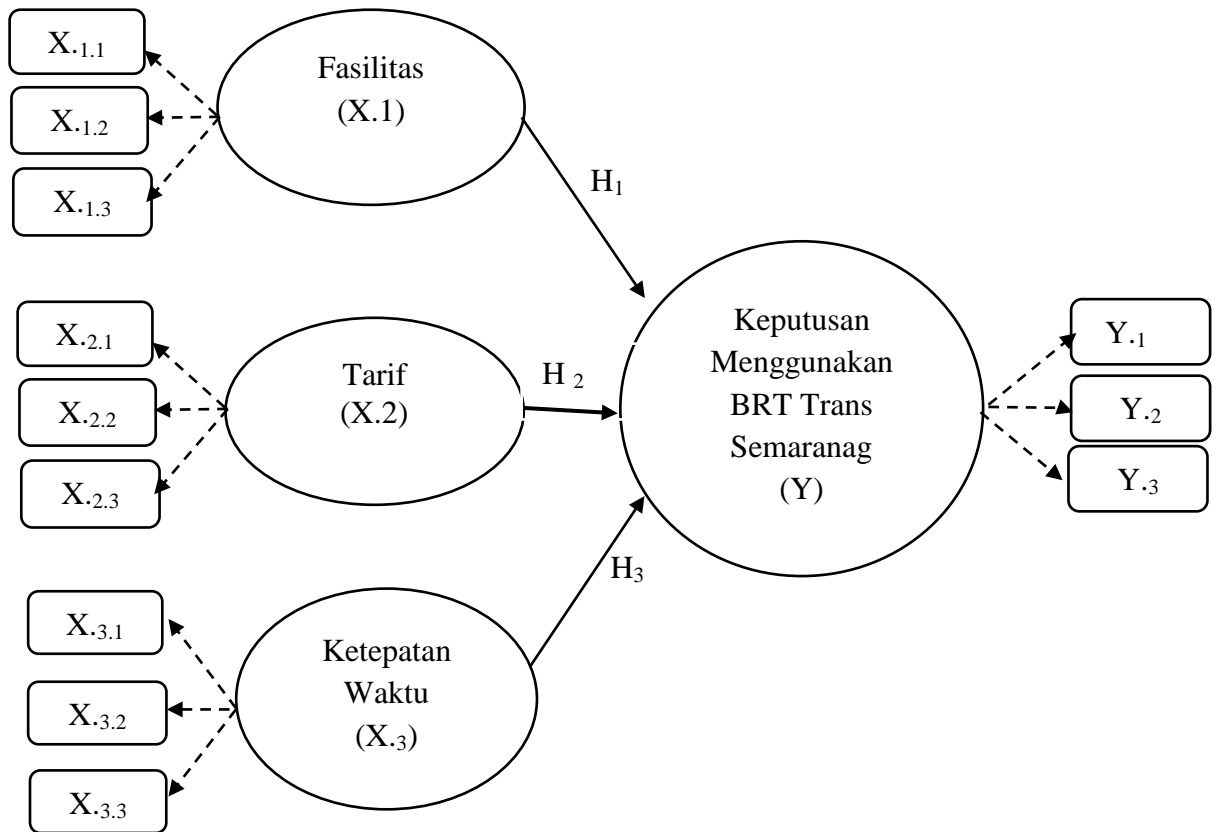 X.1.1
X.1.2
X.1.3
Fasilitas
(X.1)
H1
X.2.1
X.2.2
X.2.3
Tarif
(X.2)
H 2
X.3.1
X.3.2
X.3.3
Ketepatan
Waktu
(X.3)
H3
Keputusan
Menggunakan
BRT Trans
Semaranag
(Y)
Y.1
Y.2
Y.3